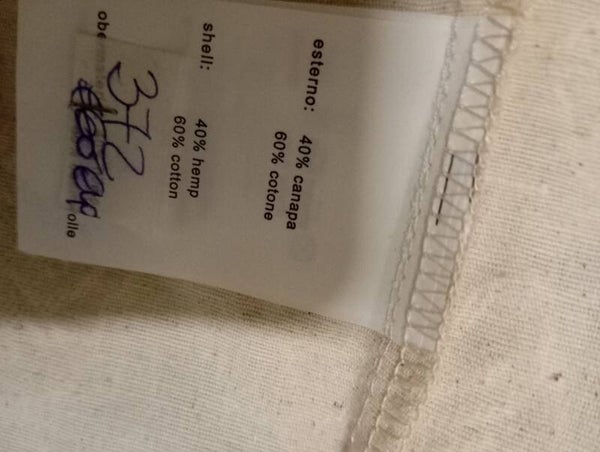 esterno: 40% canapa
60% cotone
shell: 40% hemp
60% cotton
372